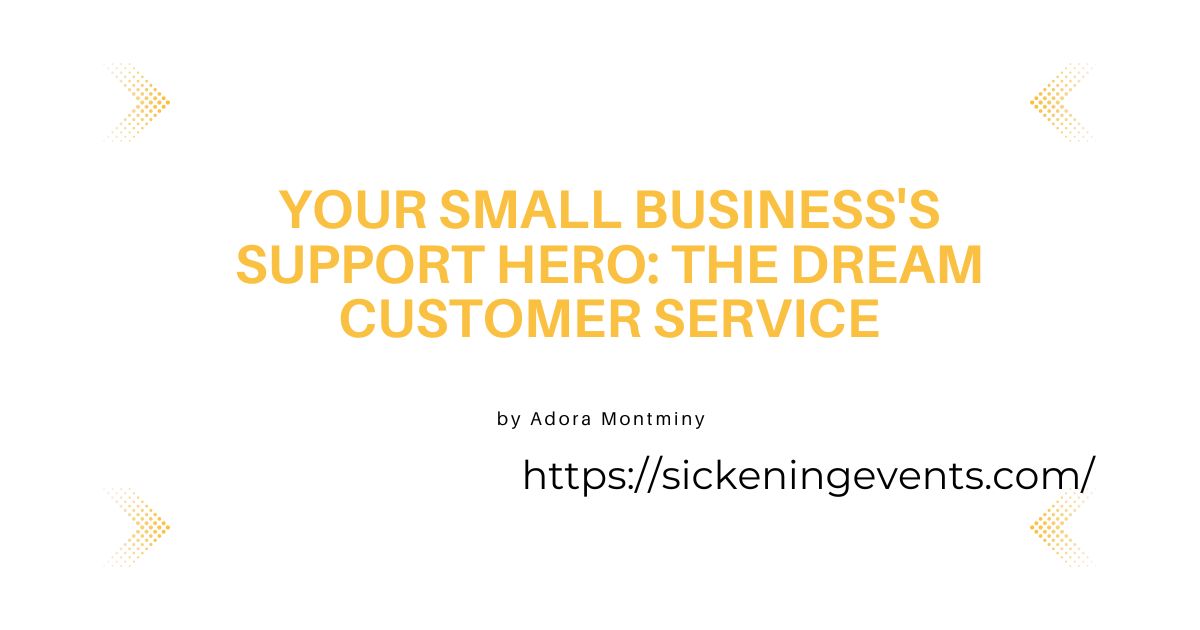 YOUR SMALL BUSINESS'S
SUPPORT HERO: THE DREAM
CUSTOMER SERVICE
by Adora Montminy
https://sickeningevents.com/